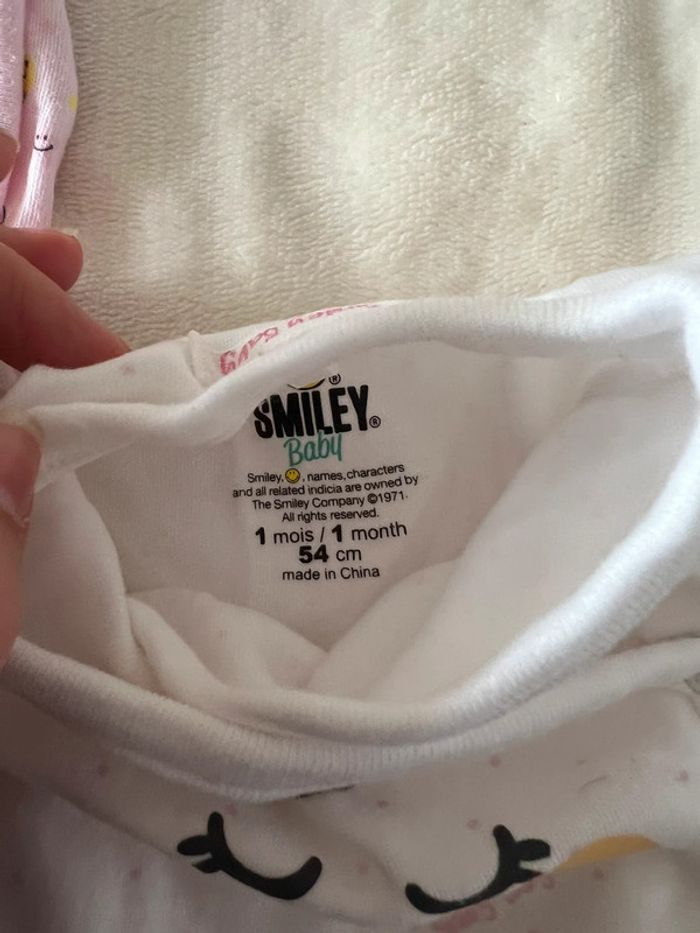 SMILEY®
Baby
Smiley, , names, characters
and all related indicia are owned by
The Smiley Company ©1971.
All rights reserved.
1 mois / 1 month
54 cm
made in China